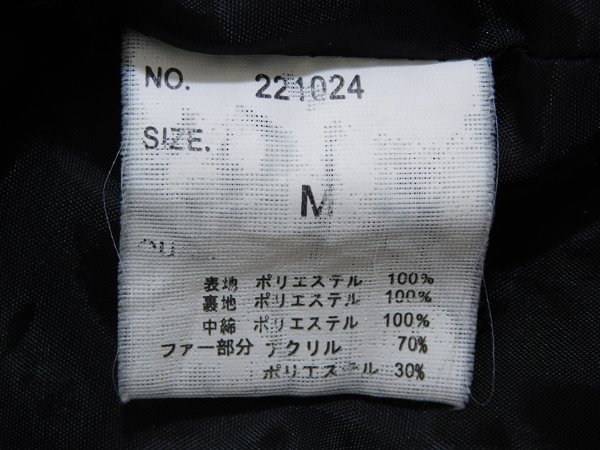 NO. 221024
SIZE.
M
表地 ポリエステル 100%
裏地 ポリエステル 100%
中綿 ポリエステル 100%
ファー部分 アクリル 70%
ポリエステル 30%